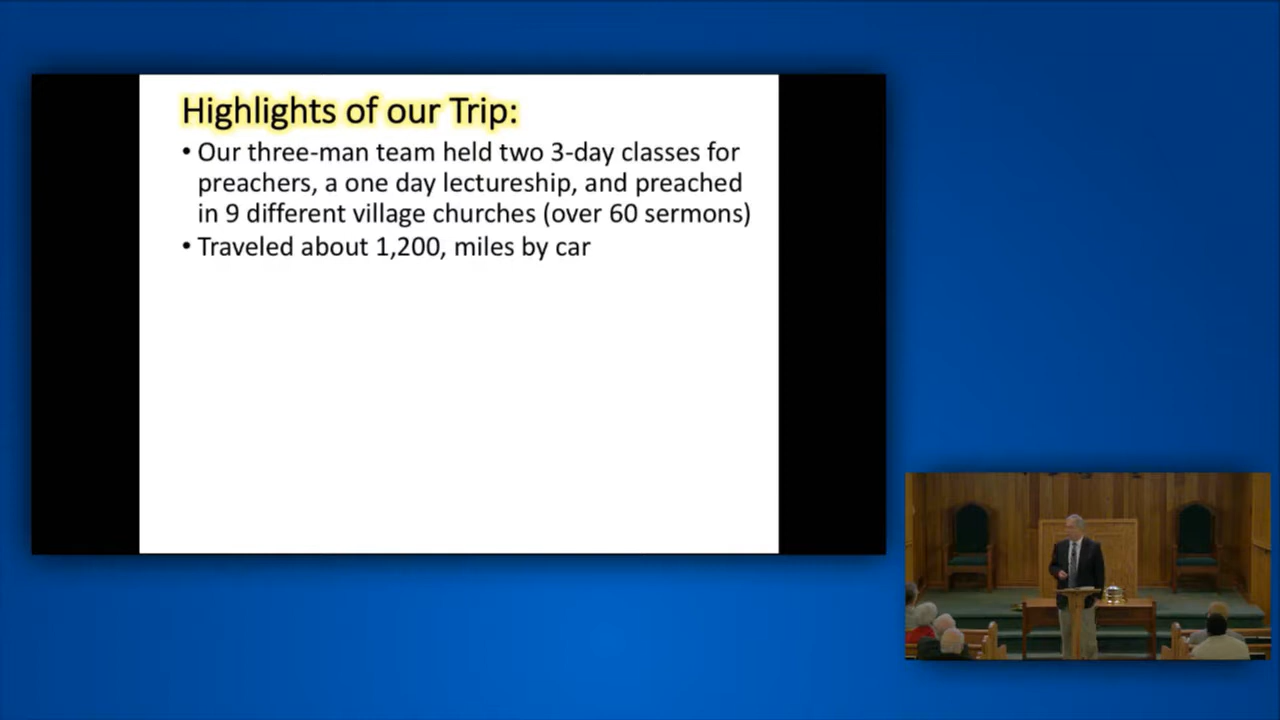 Highlights of our Trip:
• Our three-man team held two 3-day classes for
preachers, a one day lectureship, and preached
in 9 different village churches (over 60 sermons)
• Traveled about 1,200, miles by car